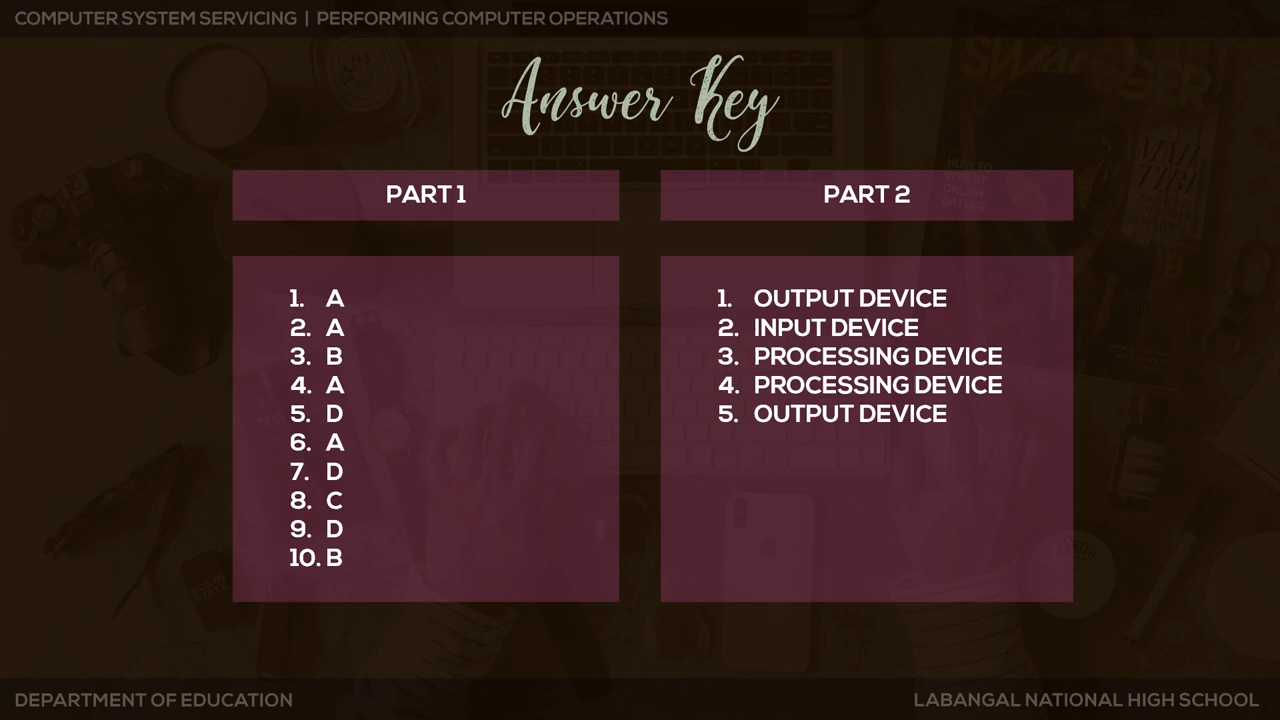 COMPUTER SYSTEM SERVICING | PERFORMING COMPUTER OPERATIONS
Answer Key
PART 1
1. A
2. A
3. B
4. A
5. D
6. A
7. D
8. C
9. D
10. B
PART 2
1. OUTPUT DEVICE
2. INPUT DEVICE
3. PROCESSING DEVICE
4. PROCESSING DEVICE
5. OUTPUT DEVICE
DEPARTMENT OF EDUCATION
LABANGAL NATIONAL HIGH SCHOOL